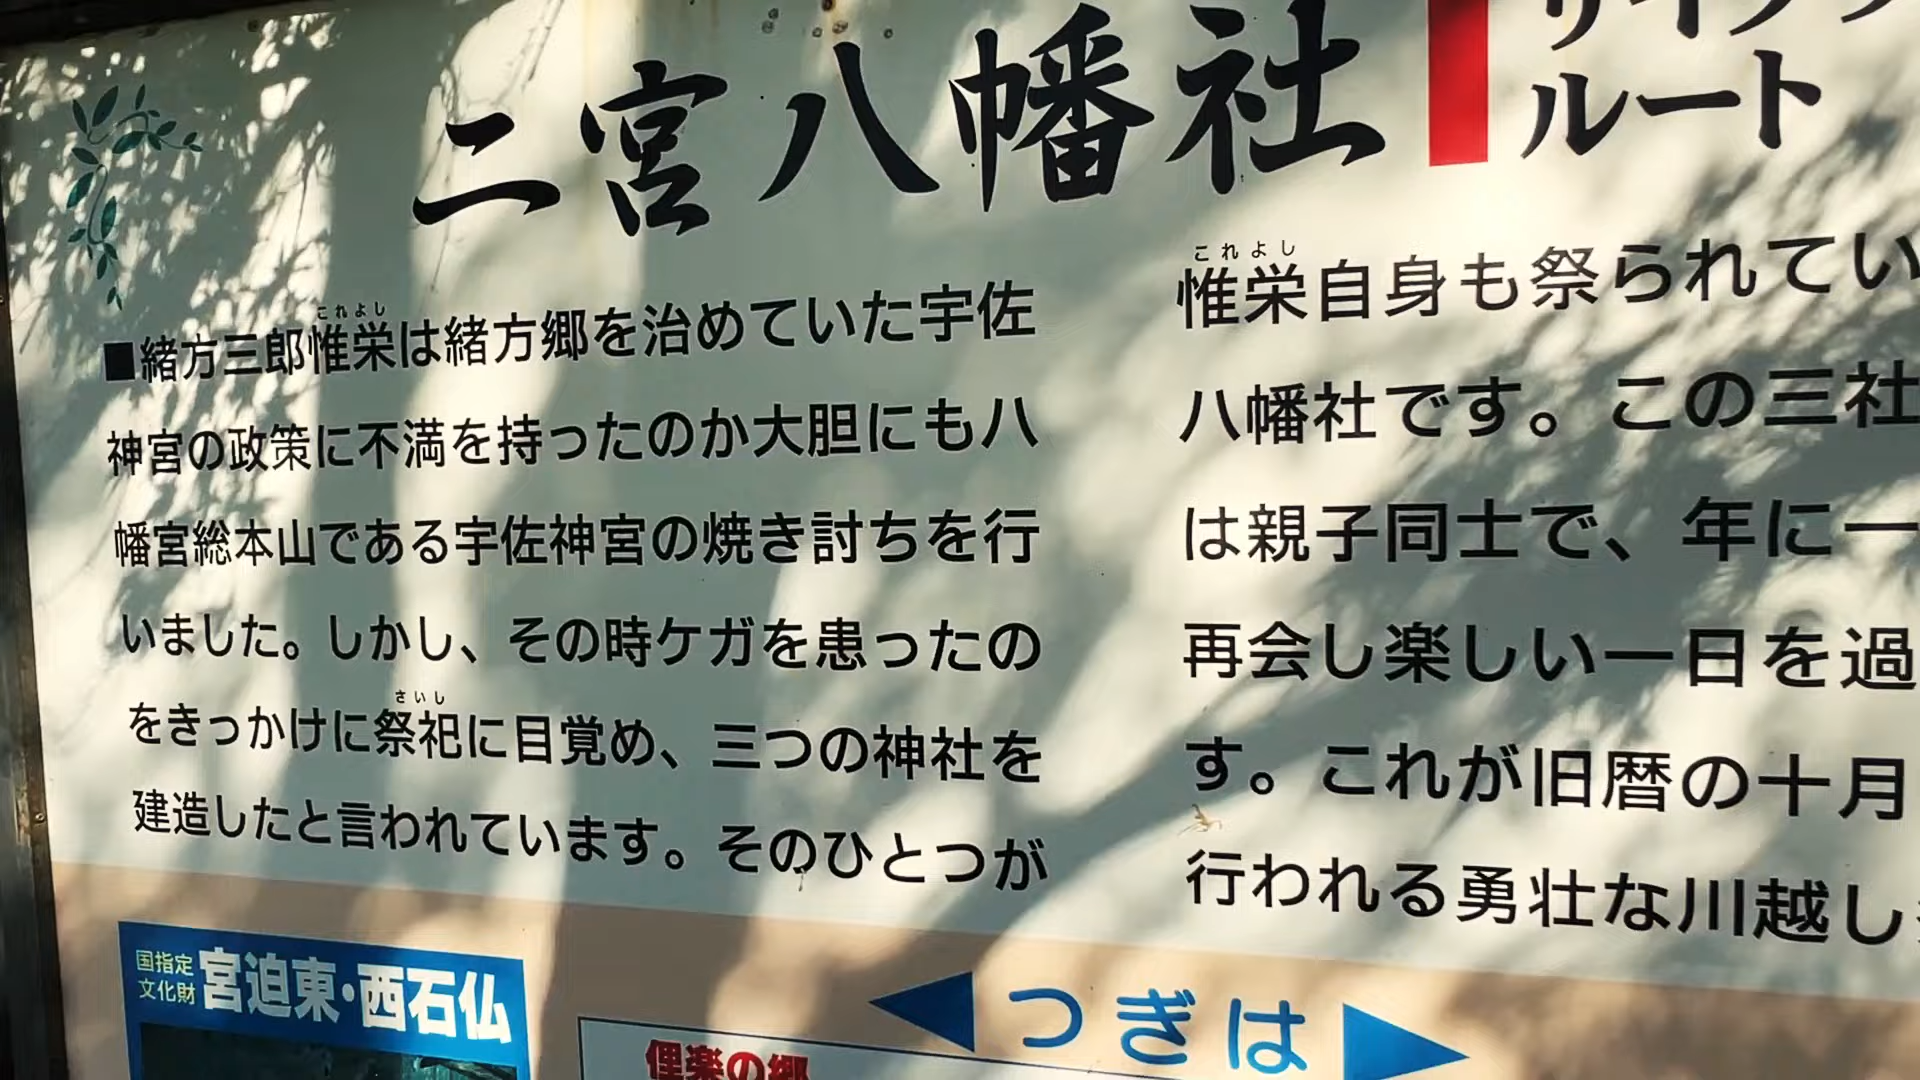 二宮八幡社
サイクル
ルート
■緒方三郎惟栄は緒方郷を治めていた宇佐
これよし
神宮の政策に不満を持ったのか大胆にも八
幡宮総本山である宇佐神宮の焼き討ちを行
いました。しかし、その時ケガを患ったの
さいし
をきっかけに祭祀に目覚め、三つの神社を
建造したと言われています。そのひとつが
これよし
惟栄自身も祭られてい
八幡社です。この三社
は親子同士で、年に一
再会し楽しい一日を過
す。これが旧暦の十月
行われる勇壮な川越し
国指定
文化財
宮迫東・西石仏
つぎは
俚楽の郷